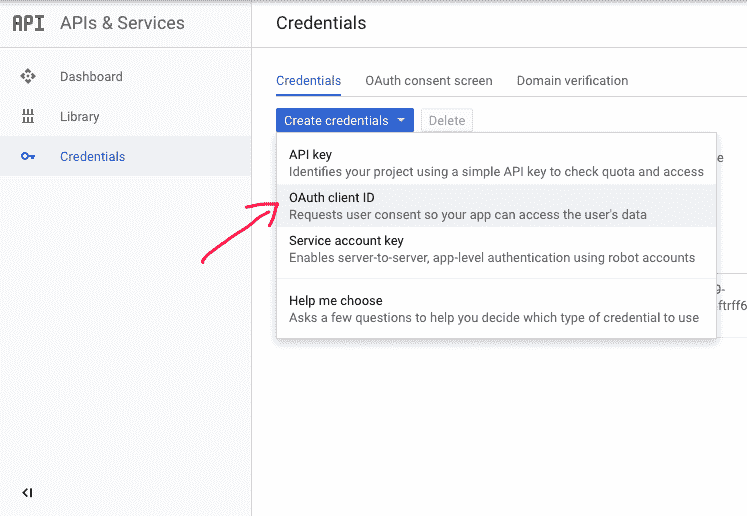 API APIs & Services
Credentials
Dashboard
Library
Credentials
Credentials OAuth consent screen Domain verification
Create credentials Delete
API key
Identifies your project using a simple API key to check quota and access
OAuth client ID
Requests user consent so your app can access the user's data
Service account key
Enables server-to-server, app-level authentication using robot accounts
Help me choose
Asks a few questions to help you decide which type of credential to use
e
9-
ftrff6